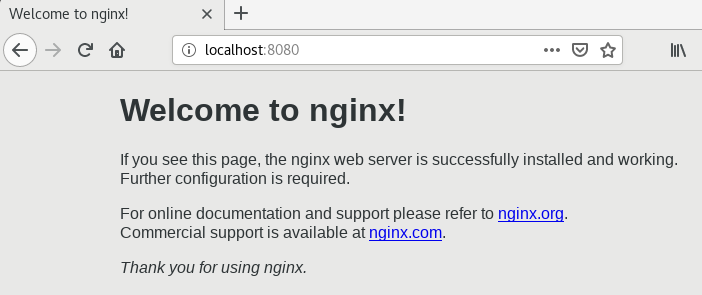 Welcome to nginx!
localhost:8080
Welcome to nginx!
If you see this page, the nginx web server is successfully installed and working.
Further configuration is required.
For online documentation and support please refer to nginx.org.
Commercial support is available at nginx.com.
Thank you for using nginx.